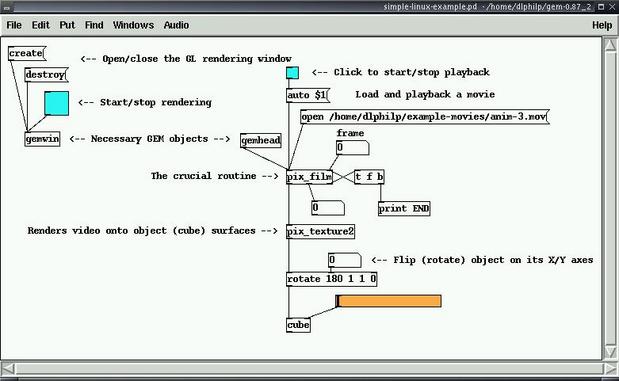 simple-linux-example.pd - /home/dlphilp/gem-0.87_2
File Edit Put Find Windows Audio Help
create
<-- Open/close the GL rendering window
destroy
<-- Click to start/stop playback
auto $1
Load and playback a movie
<-- Start/stop rendering
open /home/dlphilp/example-movies/anim-3.mov
frame
gemwin
<-- Necessary GEM objects -->
gemhead
0
The crucial routine -->
pix_film
t f b
0
print END
Renders video onto object (cube) surfaces -->
pix_texture2
0
<-- Flip (rotate) object on its X/Y axes
rotate 180 1 1 0
cube